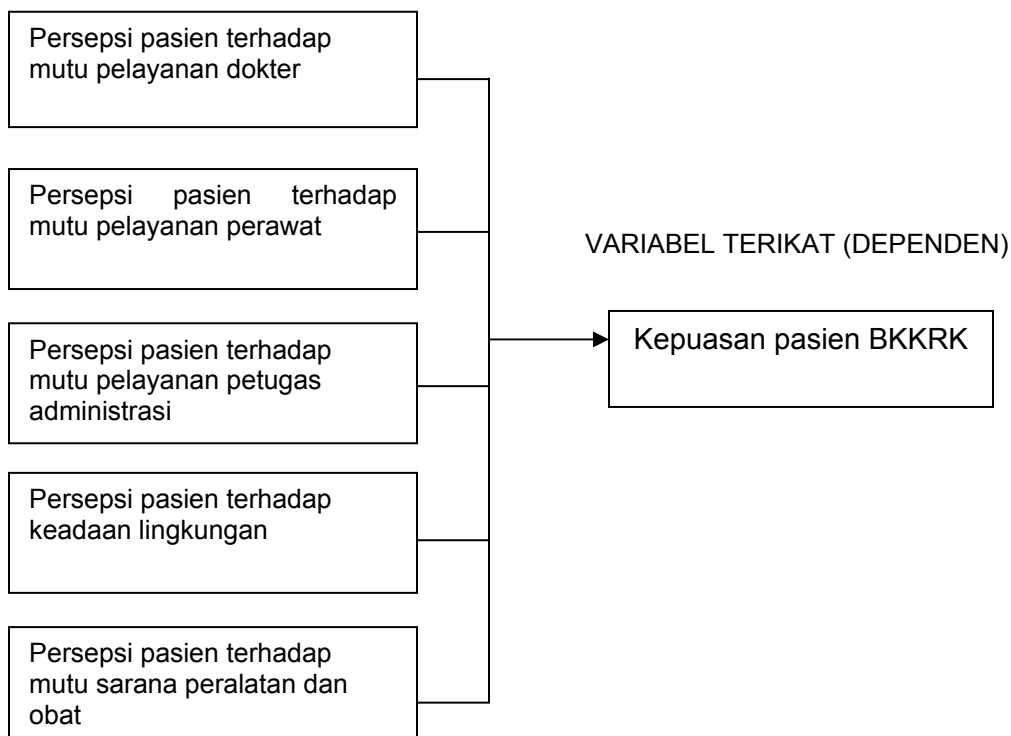 Persepsi pasien terhadap
mutu pelayanan dokter
Persepsi pasien terhadap
mutu pelayanan perawat
Persepsi pasien terhadap
mutu pelayanan petugas
administrasi
Persepsi pasien terhadap
keadaan lingkungan
Persepsi pasien terhadap
mutu sarana peralatan dan
obat
VARIABEL TERIKAT (DEPENDEN)
Kepuasan pasien BKKRK